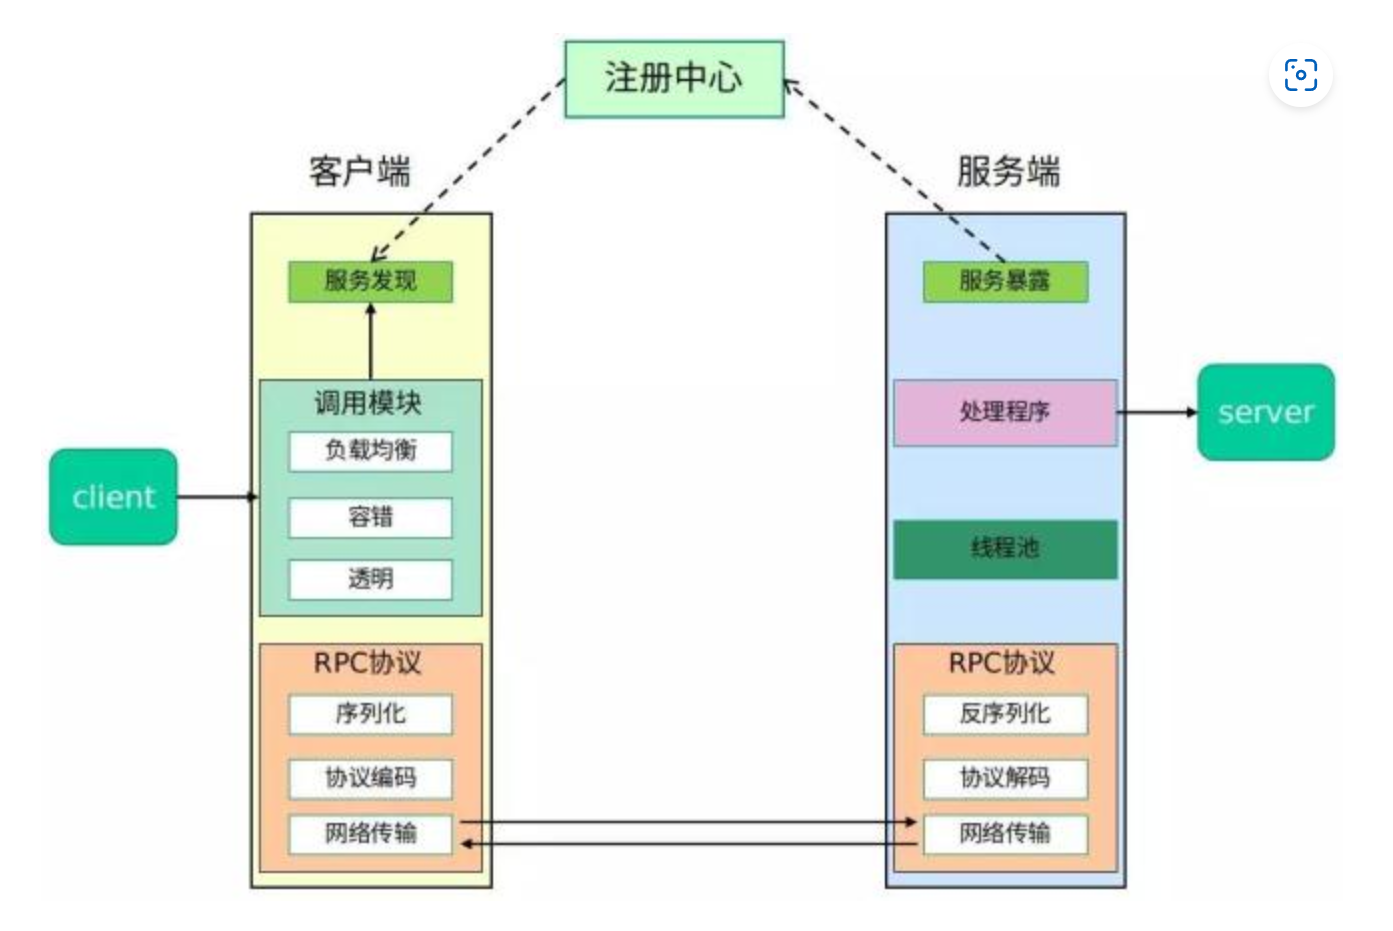 注册中心
客户端
服务端
服务发现
服务暴露
调用模块
负载均衡
容错
透明
client
处理程序
server
线程池
RPC协议
序列化
协议编码
网络传输
RPC协议
反序列化
协议解码
网络传输